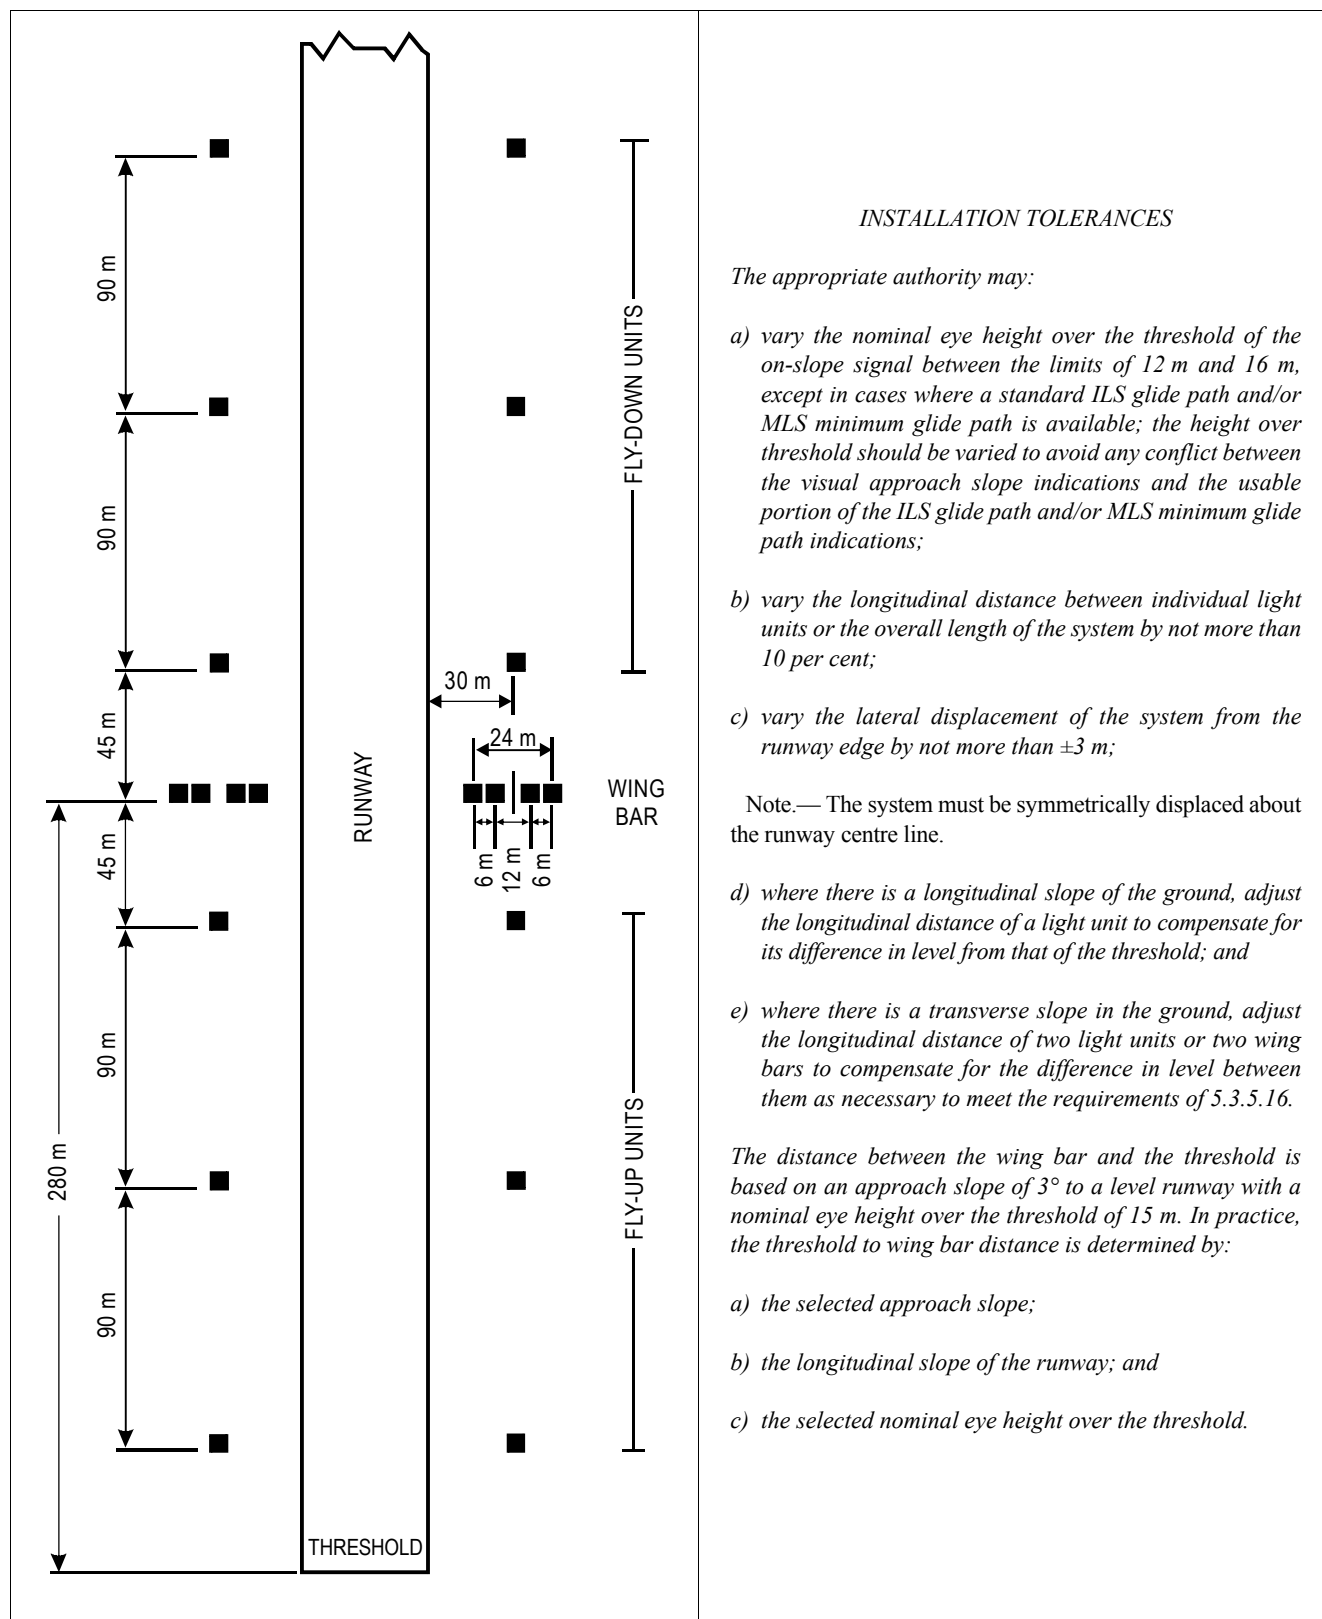 90 m
90 m
45 m
45 m
90 m
90 m
280 m
RUNWAY
THRESHOLD
30 m
24 m
6 m
12 m
6 m
FLY-DOWN UNITS
WING
BAR
FLY-UP UNITS
INSTALLATION TOLERANCES
The appropriate authority may:
a) vary the nominal eye height over the threshold of the
on-slope signal between the limits of 12 m and 16 m,
except in cases where a standard ILS glide path and/or
MLS minimum glide path is available; the height over
threshold should be varied to avoid any conflict between
the visual approach slope indications and the usable
portion of the ILS glide path and/or MLS minimum glide
path indications;
b) vary the longitudinal distance between individual light
units or the overall length of the system by not more than
10 per cent;
c) vary the lateral displacement of the system from the
runway edge by not more than ±3 m;
Note.— The system must be symmetrically displaced about
the runway centre line.
d) where there is a longitudinal slope of the ground, adjust
the longitudinal distance of a light unit to compensate for
its difference in level from that of the threshold; and
e) where there is a transverse slope in the ground, adjust
the longitudinal distance of two light units or two wing
bars to compensate for the difference in level between
them as necessary to meet the requirements of 5.3.5.16.
The distance between the wing bar and the threshold is
based on an approach slope of 3° to a level runway with a
nominal eye height over the threshold of 15 m. In practice,
the threshold to wing bar distance is determined by:
a) the selected approach slope;
b) the longitudinal slope of the runway; and
c) the selected nominal eye height over the threshold.